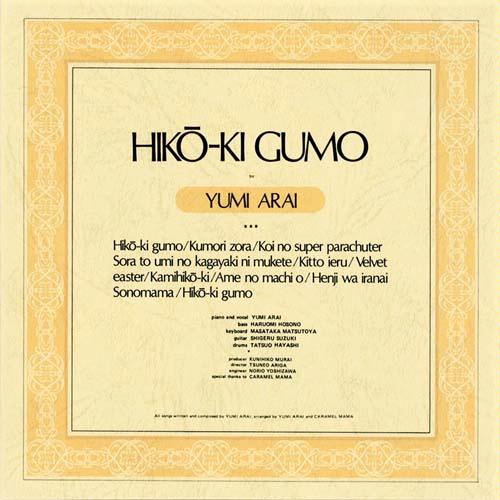 HIKŌ-KI GUMO
by
YUMI ARAI
***
Hikō-ki gumo/Kumori zora/Koi no super parachuter
Sora to umi no kagayaki ni mukete/Kitto ieru/Velvet
easter/Kamihikō-ki/Ame no machi o/Henji wa iranai
Sonomama/Hikō-ki gumo
piano and vocal YUMI ARAI
bass HARUOMI HOSONO
keyboard MASATAKA MATSUTOYA
guitar SHIGERU SUZUKI
drums TATSUO HAYASHI
*
producer KUNIHIKO MURAI
director TSUNEO ARIGA
engineer NORIO YOSHIZAWA
special thanks to CARAMEL MAMA
All songs written and composed by YUMI ARAI, arranged by YUMI ARAI and CARAMEL MAMA